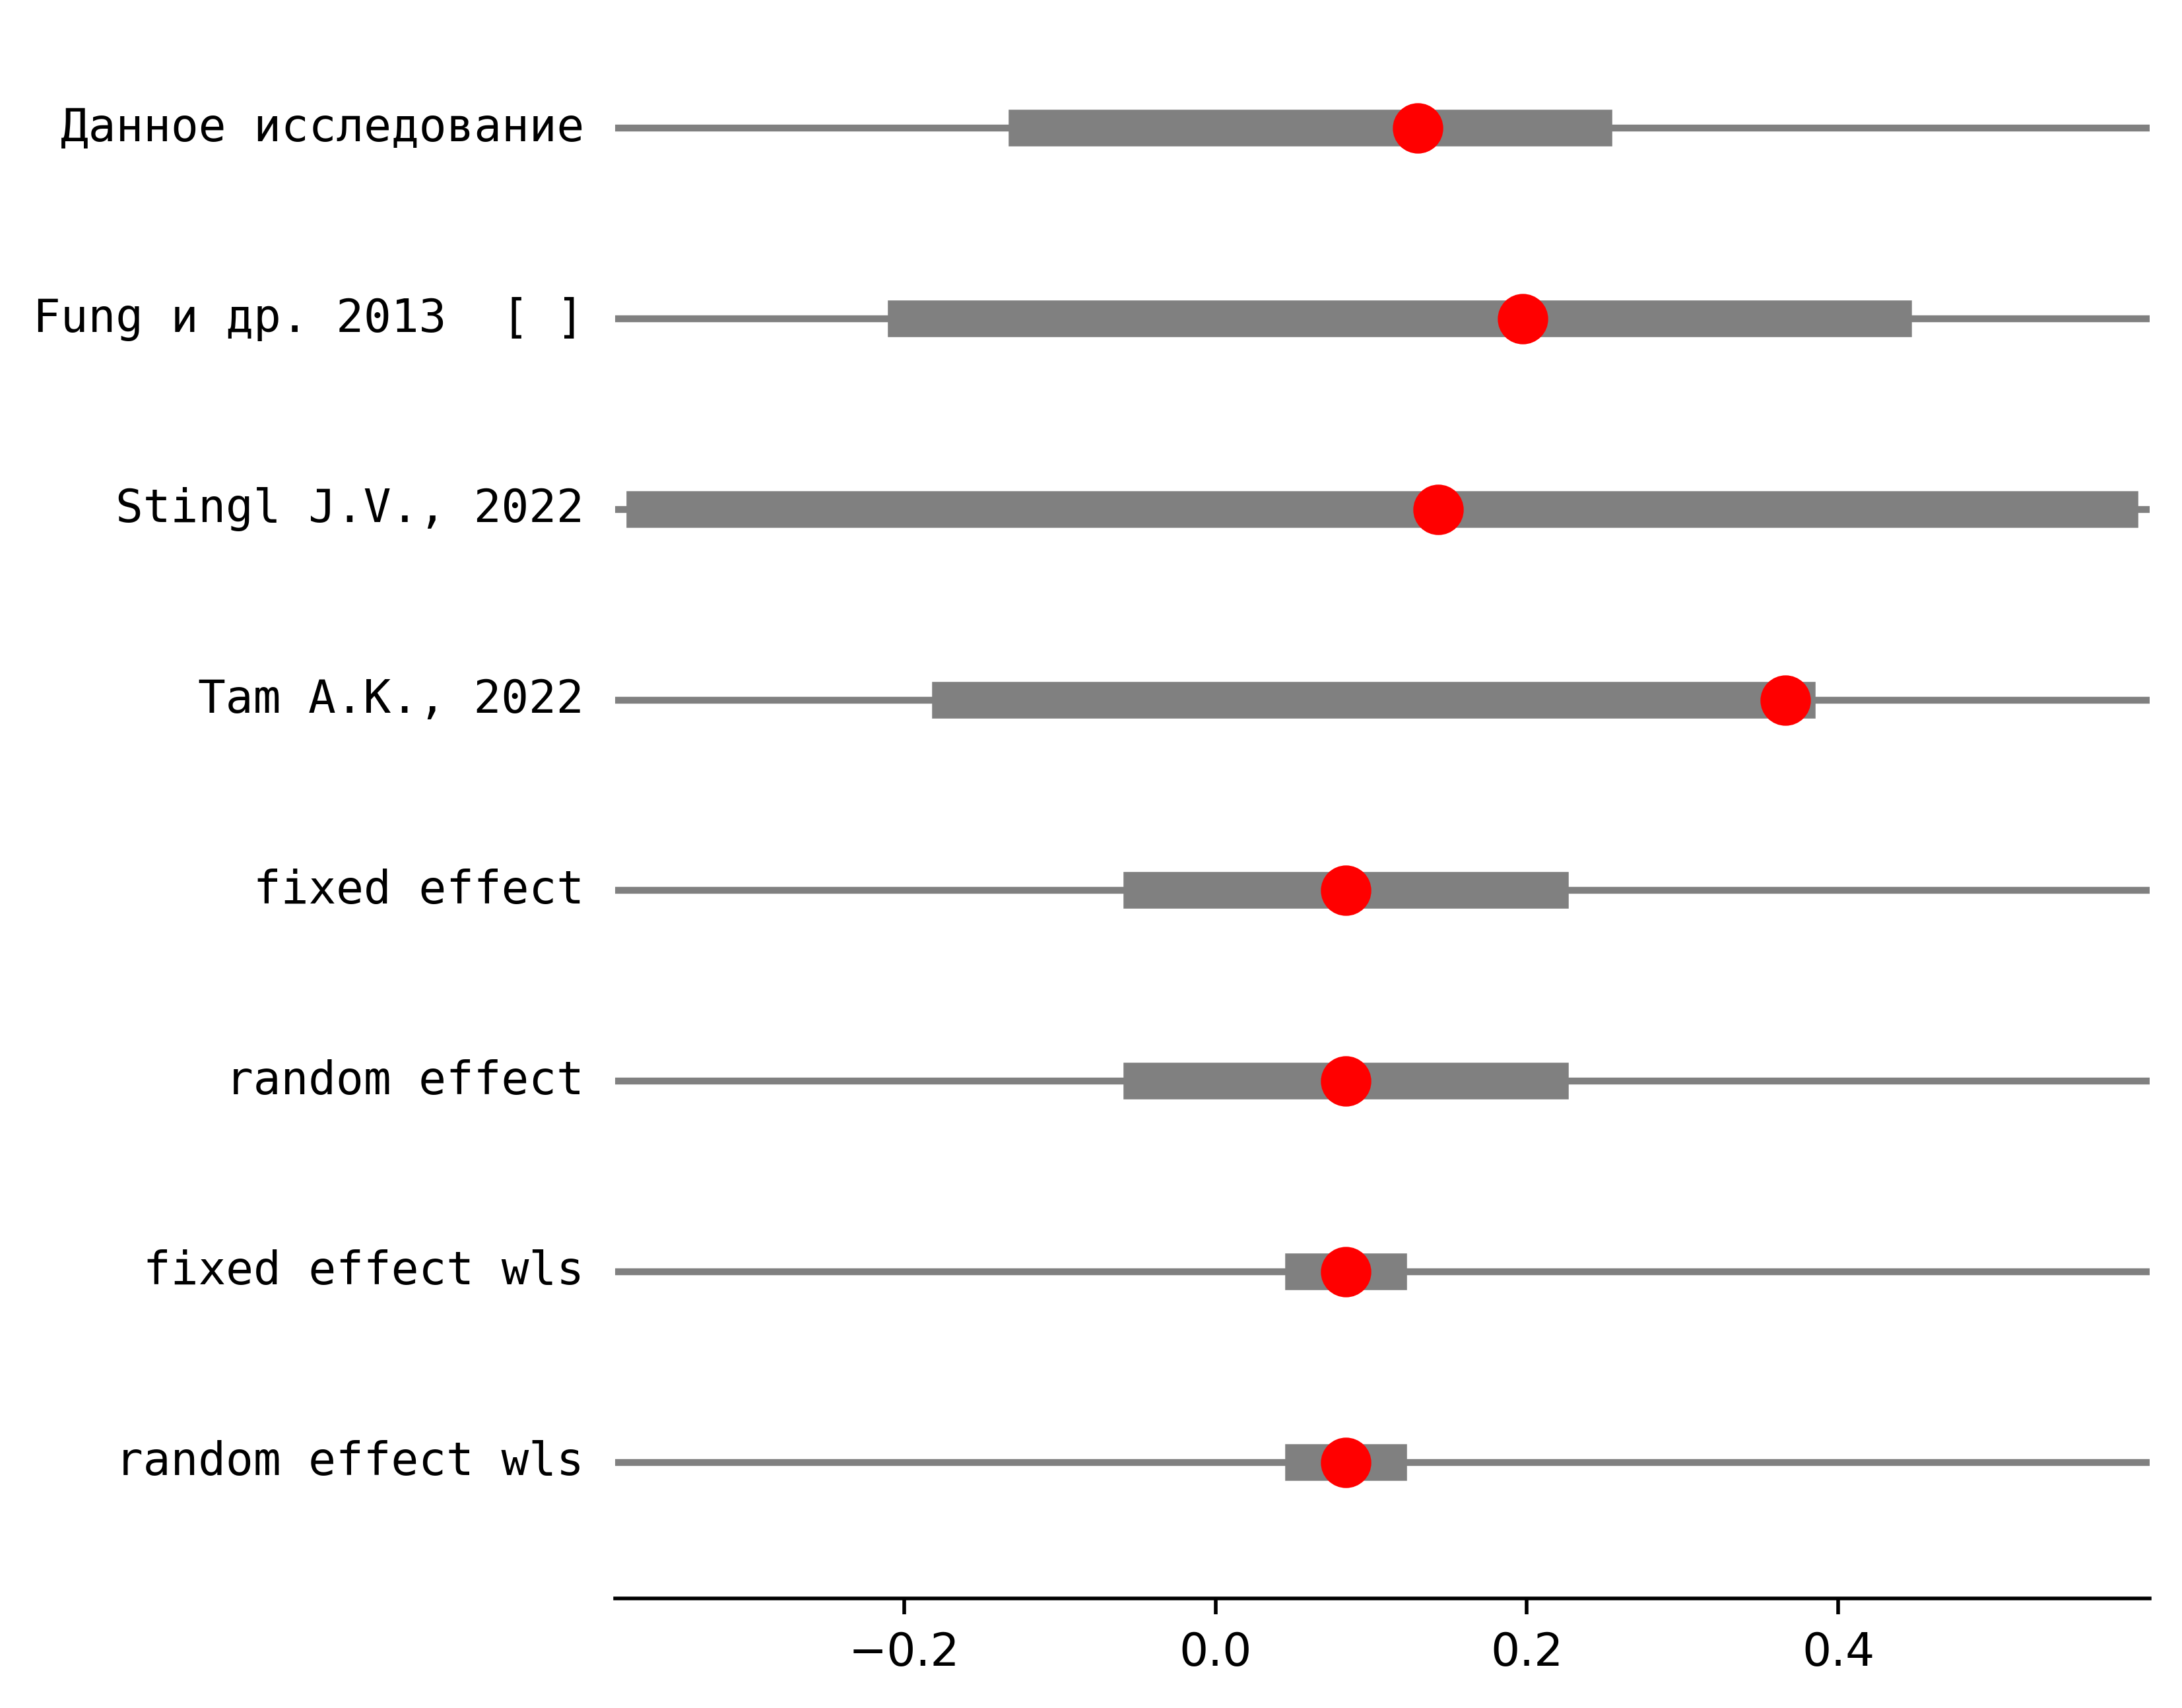 Данное исследование
Fung и др. 2013  [ ]
Stingl J.V., 2022
Tam A.K., 2022
fixed effect
random effect
fixed effect wls
random effect wls
−0.2 0.0 0.2 0.4